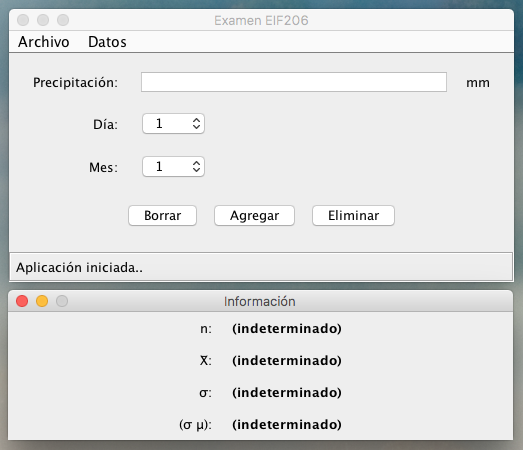 Examen EIF206
Archivo Datos
Precipitación: mm
Día: 1
Mes: 1
Borrar Agregar Eliminar
Aplicación iniciada..
Información
n: (indeterminado)
X̄: (indeterminado)
σ: (indeterminado)
(σ μ): (indeterminado)